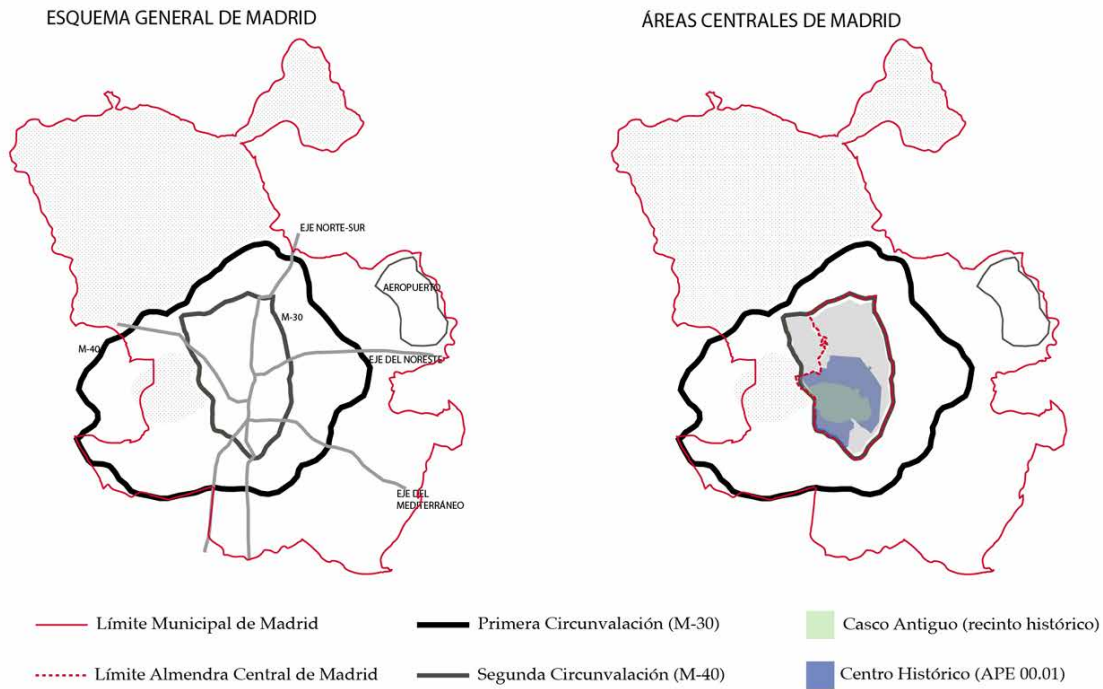 ESQUEMA GENERAL DE MADRID
ÁREAS CENTRALES DE MADRID
EJE NORTE-SUR
AEROPUERTO
M-30
M-40
EJE DEL NORESTE
EJE DEL
MEDITERRÁNEO
Límite Municipal de Madrid
Primera Circunvalación (M-30)
Casco Antiguo (recinto histórico)
Límite Almendra Central de Madrid
Segunda Circunvalación (M-40)
Centro Histórico (APE 00.01)